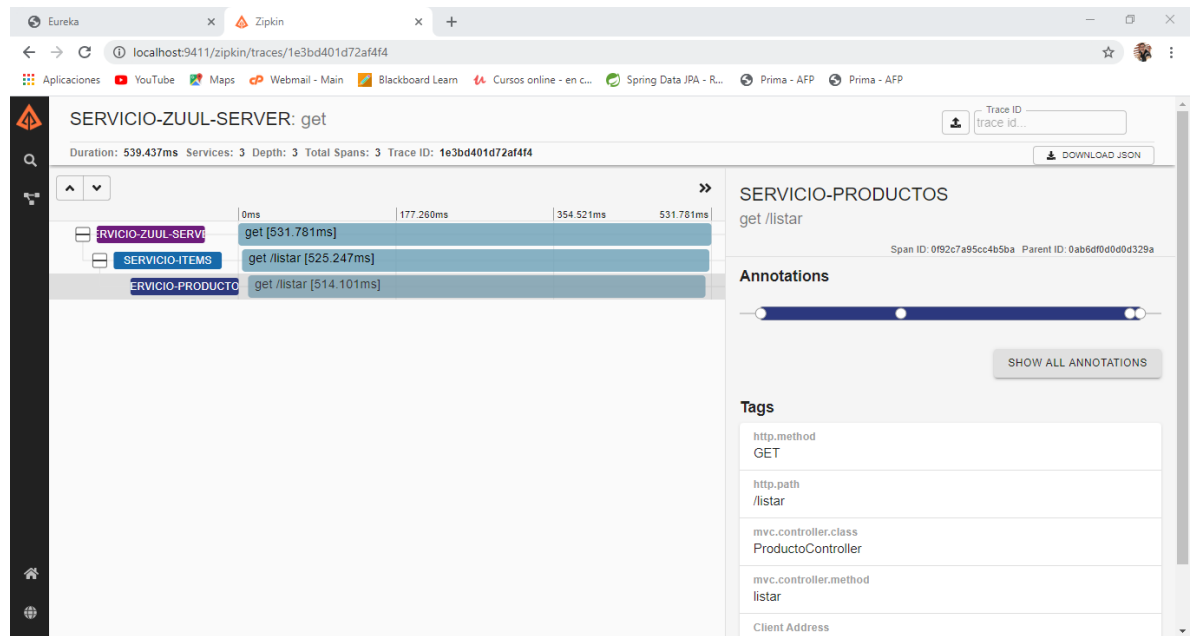 Eureka
Zipkin
localhost:9411/zipkin/traces/1e3bd401d72af4f4
Aplicaciones YouTube Maps Webmail - Main Blackboard Learn Cursos online - en c... Spring Data JPA - R... Prima - AFP Prima - AFP
SERVICIO-ZUUL-SERVER: get
Trace ID
trace id...
Duration: 539.437ms Services: 3 Depth: 3 Total Spans: 3 Trace ID: 1e3bd401d72af4f4
DOWNLOAD JSON
0ms 177.260ms 354.521ms 531.781ms
ERVICIO-ZUUL-SERVE get [531.781ms]
SERVICIO-ITEMS get /listar [525.247ms]
ERVICIO-PRODUCTO get /listar [514.101ms]
SERVICIO-PRODUCTOS
get /listar
Span ID: 0f92c7a95cc4b5ba Parent ID: 0ab6df0d0d0d329a
Annotations
SHOW ALL ANNOTATIONS
Tags
http.method
GET
http.path
/listar
mvc.controller.class
ProductoController
mvc.controller.method
listar
Client Address